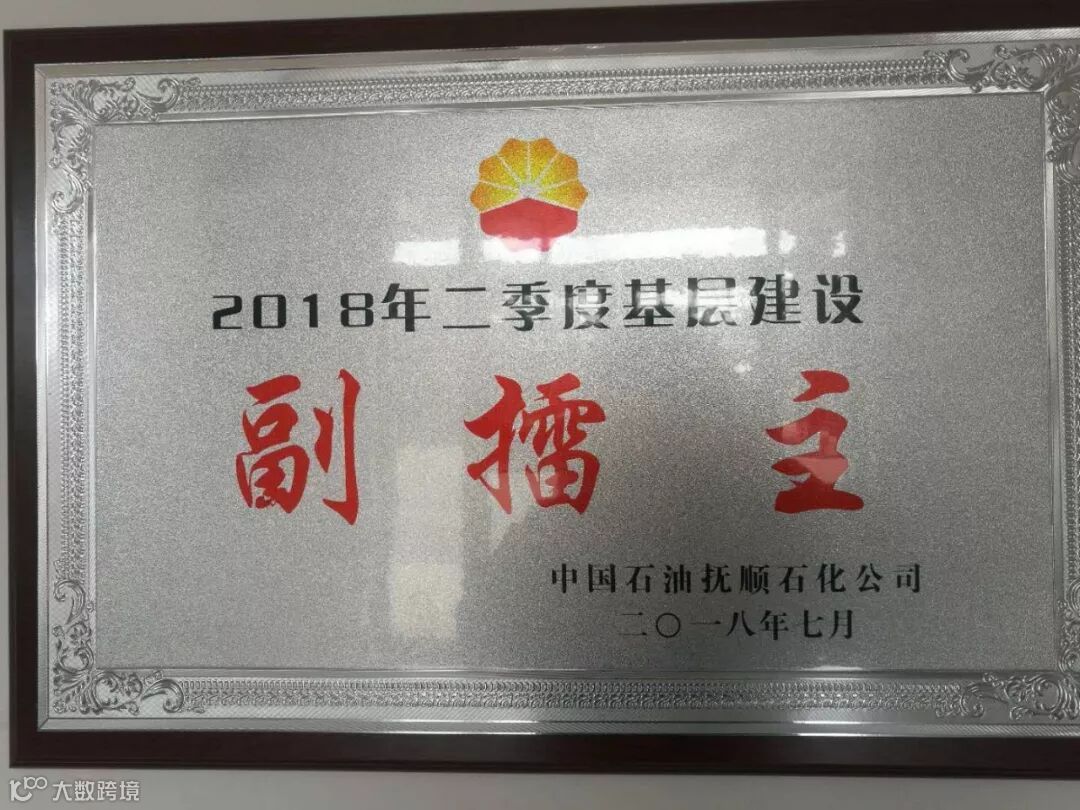 2018年二季度基层建设
副擂主
中国石油抚顺石化公司
二〇一八年七月
大数跨境